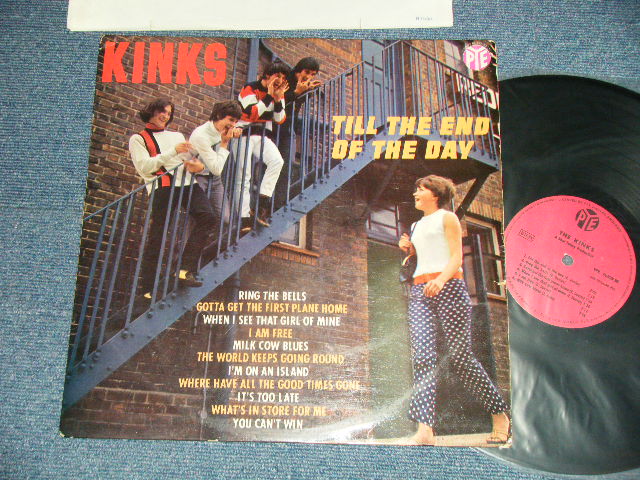 KINKS
PYE
TILL THE END
OF THE DAY
RING THE BELLS
GOTTA GET THE FIRST PLANE HOME
WHEN I SEE THAT GIRL OF MINE
I AM FREE
MILK COW BLUES
THE WORLD KEEPS GOING ROUND
I'M ON AN ISLAND
WHERE HAVE ALL THE GOOD TIMES GONE
IT'S TOO LATE
WHAT'S IN STORE FOR ME
YOU CAN'T WIN
PYE
THE KINKS